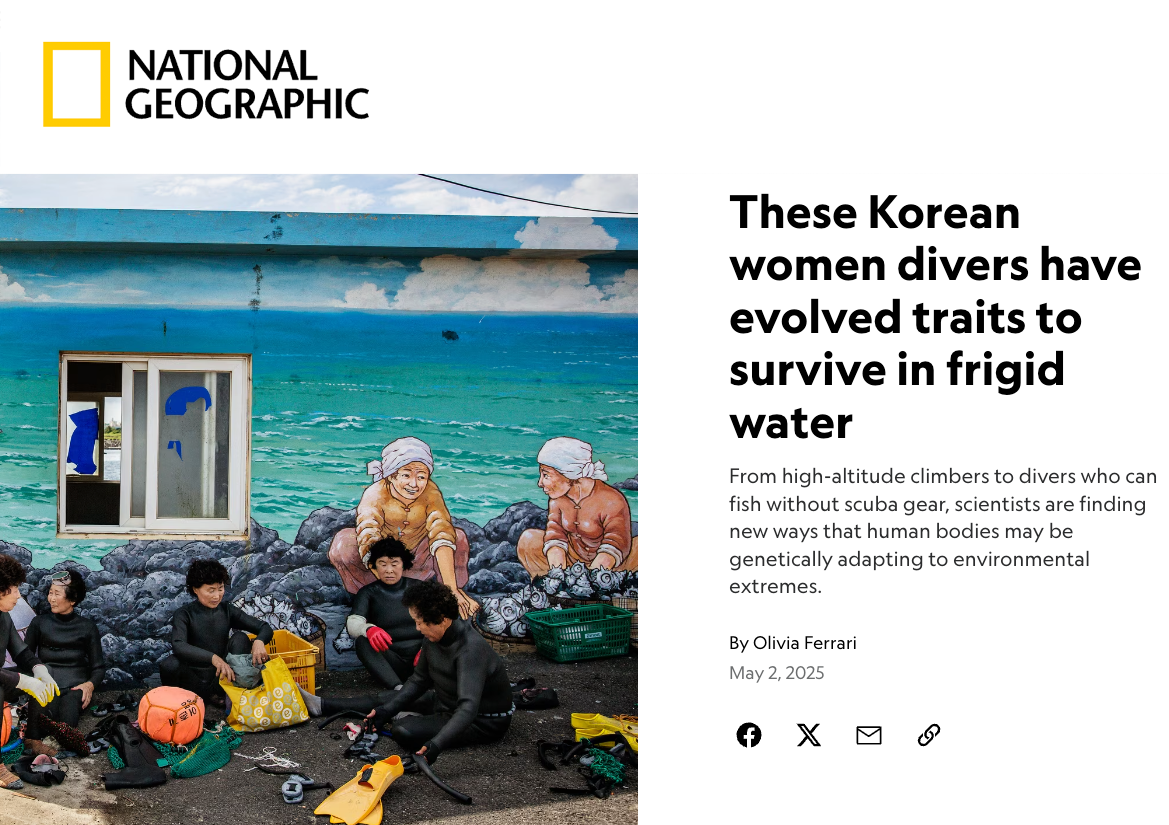 NATIONAL
GEOGRAPHIC
These Korean
women divers have
evolved traits to
survive in frigid
water
From high-altitude climbers to divers who can
fish without scuba gear, scientists are finding
new ways that human bodies may be
genetically adapting to environmental
extremes.
By Olivia Ferrari
May 2, 2025